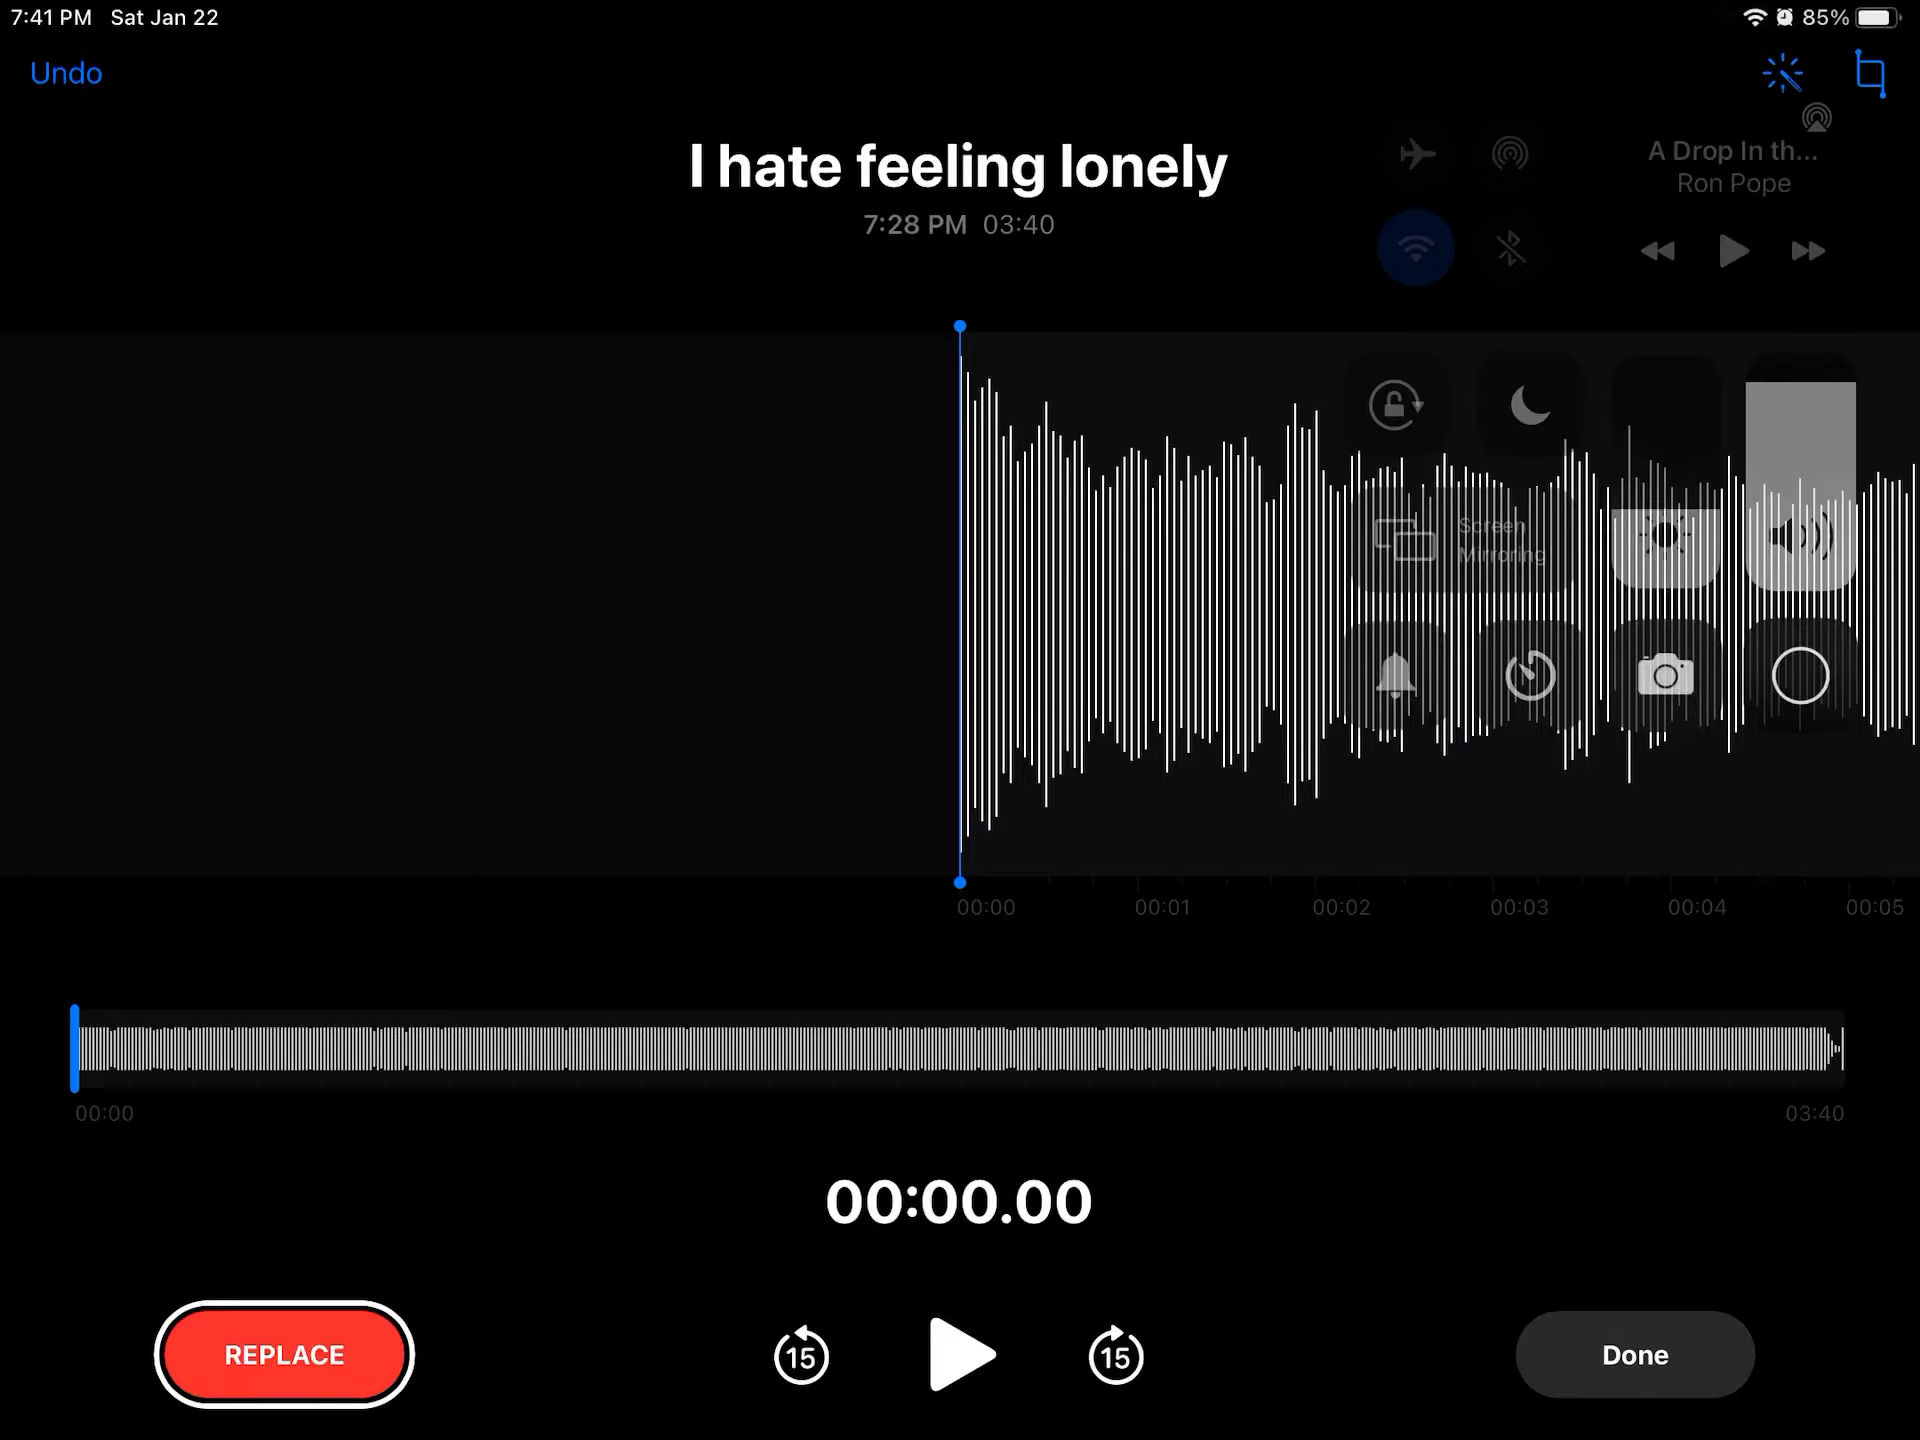 7:41 PM Sat Jan 22
85%
Undo
I hate feeling lonely
7:28 PM 03:40
A Drop In th...
Ron Pope
Screen
Mirroring
00:00 00:01 00:02 00:03 00:04 00:05
00:00 03:40
00:00.00
REPLACE 15 15 Done